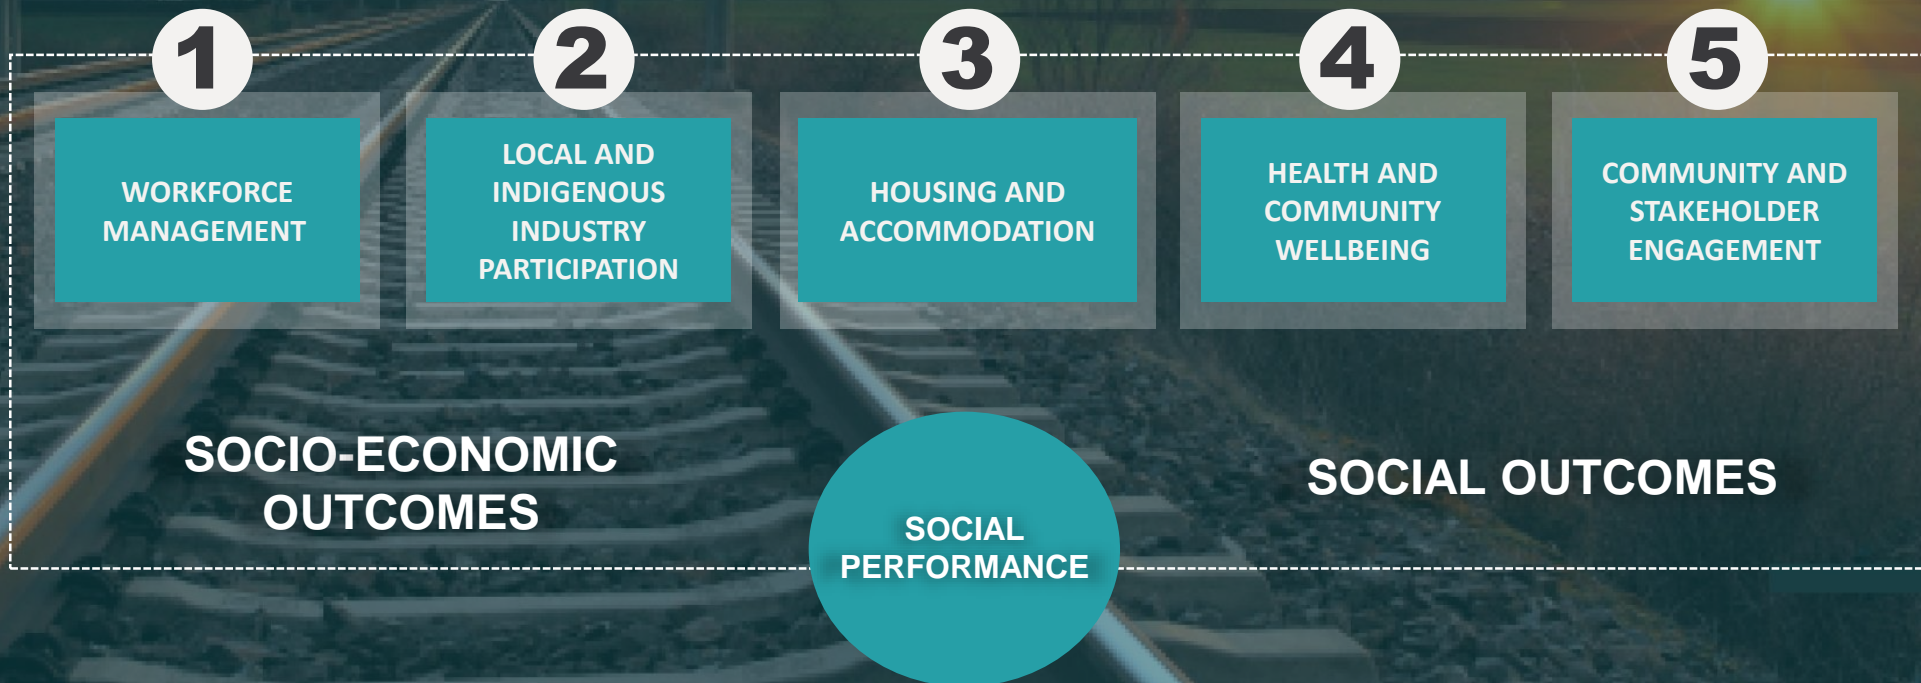 1
WORKFORCE
MANAGEMENT
2
LOCAL AND
INDIGENOUS
INDUSTRY
PARTICIPATION
3
HOUSING AND
ACCOMMODATION
4
HEALTH AND
COMMUNITY
WELLBEING
5
COMMUNITY AND
STAKEHOLDER
ENGAGEMENT
SOCIO-ECONOMIC
OUTCOMES
SOCIAL
PERFORMANCE
SOCIAL OUTCOMES